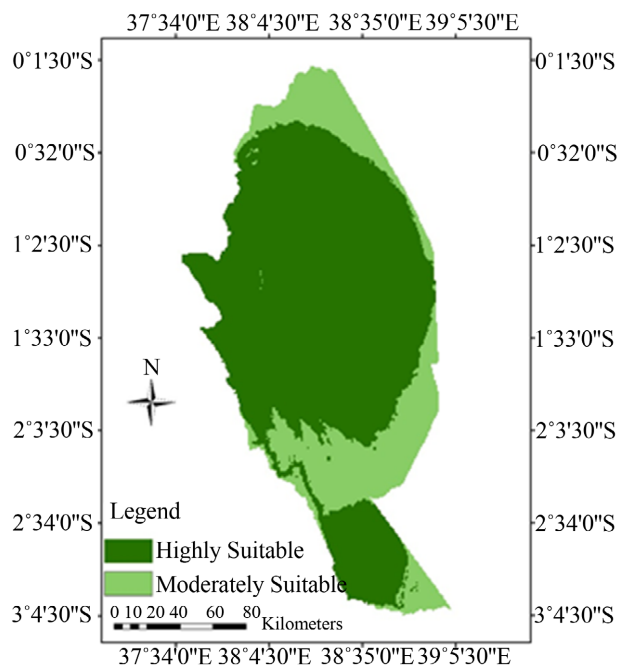 37°34'0"E 38°4'30"E 38°35'0"E 39°5'30"E
0°1'30"S 0°1'30"S
0°32'0"S 0°32'0"S
1°2'30"S 1°2'30"S
1°33'0"S 1°33'0"S
N
2°3'30"S 2°3'30"S
Legend
2°34'0"S 2°34'0"S
Highly Suitable
Moderately Suitable
0 10 20 40 60 80
Kilometers
3°4'30"S 3°4'30"S
37°34'0"E 38°4'30"E 38°35'0"E 39°5'30"E